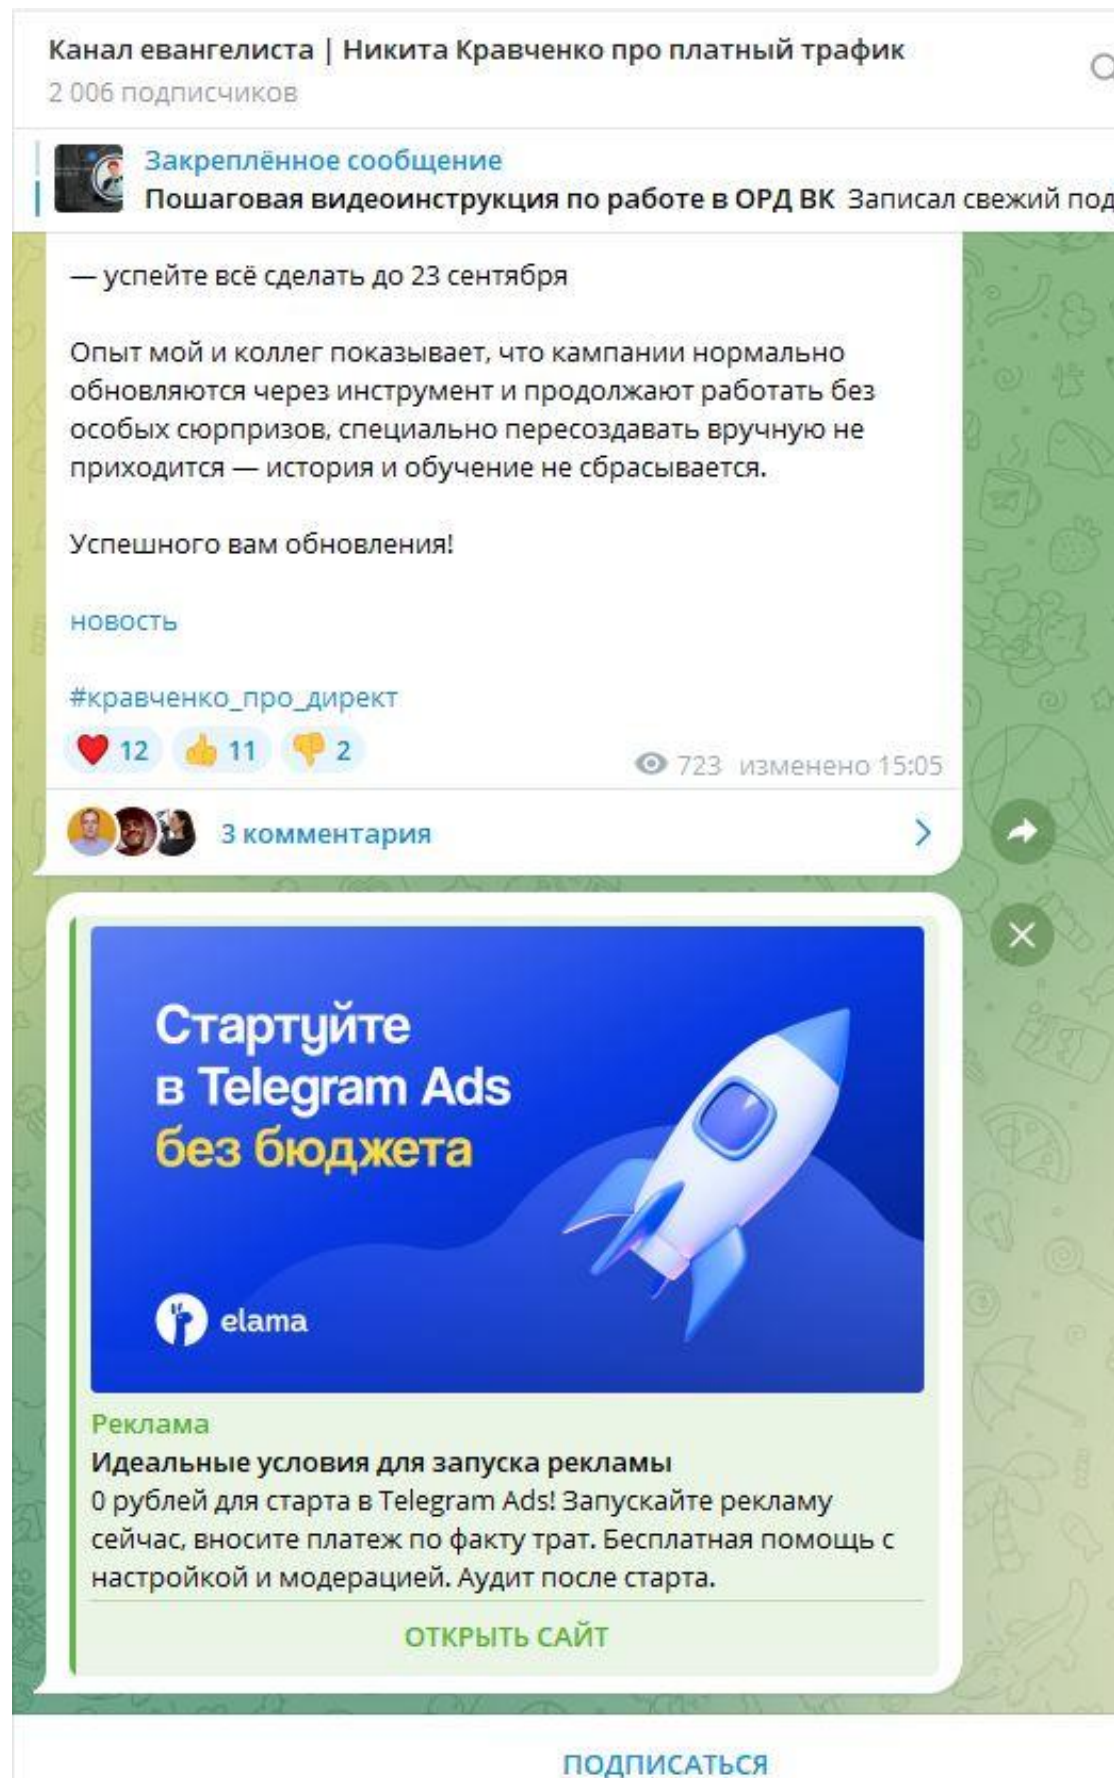 Канал евангелиста | Никита Кравченко про платный трафик
2 006 подписчиков
Закреплённое сообщение
Пошаговая видеоинструкция по работе в ОРД ВК Записал свежий под
— успейте всё сделать до 23 сентября
Опыт мой и коллег показывает, что кампании нормально
обновляются через инструмент и продолжают работать без
особых сюрпризов, специально пересоздавать вручную не
приходится — история и обучение не сбрасывается.
Успешного вам обновления!
новость
#кравченко_про_директ
❤️ 12 👍 11 👎 2
723 изменено 15:05
3 комментария
Стартуйте
в Telegram Ads
без бюджета
elama
Реклама
Идеальные условия для запуска рекламы
0 рублей для старта в Telegram Ads! Запускайте рекламу
сейчас, вносите платеж по факту трат. Бесплатная помощь с
настройкой и модерацией. Аудит после старта.
ОТКРЫТЬ САЙТ
ПОДПИСАТЬСЯ